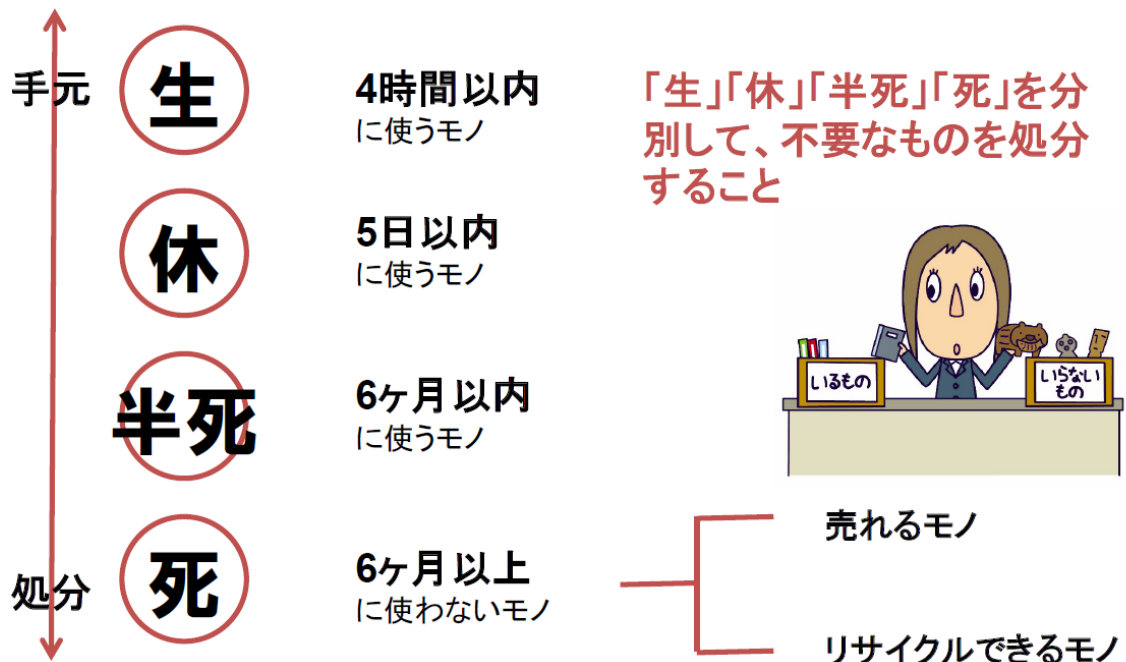 手元
生
4時間以内
に使うモノ
「生」「休」「半死」「死」を分
別して、不要なものを処分
すること
休
5日以内
に使うモノ
いるもの
いらない
もの
半死
6ヶ月以内
に使うモノ
処分
死
6ヶ月以上
に使わないモノ
売れるモノ
リサイクルできるモノ